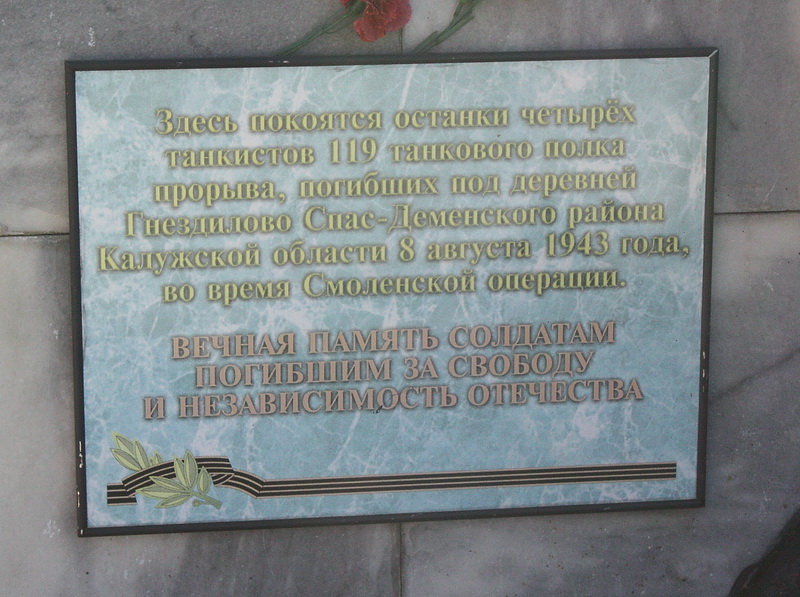 Здесь покоятся останки четырёх
танкистов 119 танкового полка
прорыва, погибших под деревней
Гнездилово Спас-Деменского района
Калужской области 8 августа 1943 года,
во время Смоленской операции.
ВЕЧНАЯ ПАМЯТЬ СОЛДАТАМ
ПОГИБШИМ ЗА СВОБОДУ
И НЕЗАВИСИМОСТЬ ОТЕЧЕСТВА